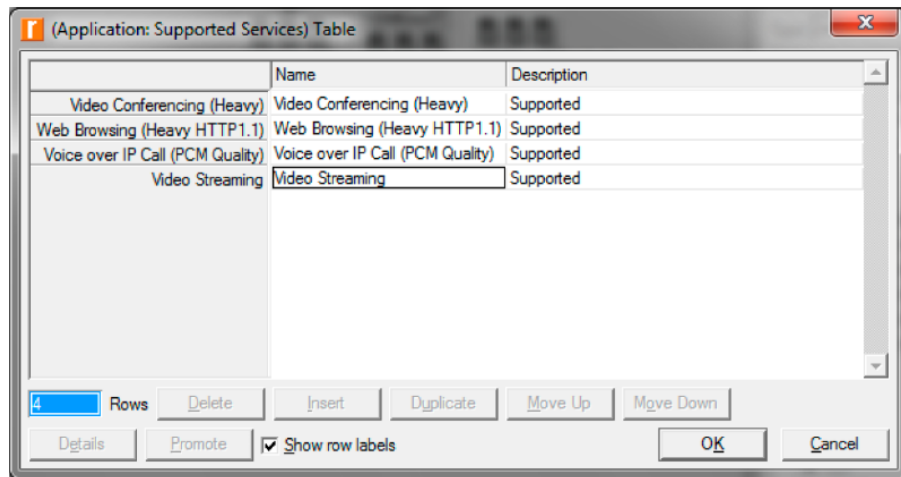 (Application: Supported Services) Table
Name Description
Video Conferencing (Heavy) Video Conferencing (Heavy) Supported
Web Browsing (Heavy HTTP1.1) Web Browsing (Heavy HTTP1.1) Supported
Voice over IP Call (PCM Quality) Voice over IP Call (PCM Quality) Supported
Video Streaming Video Streaming Supported
4 Rows Delete Insert Duplicate Move Up Move Down
Details Promote Show row labels OK Cancel